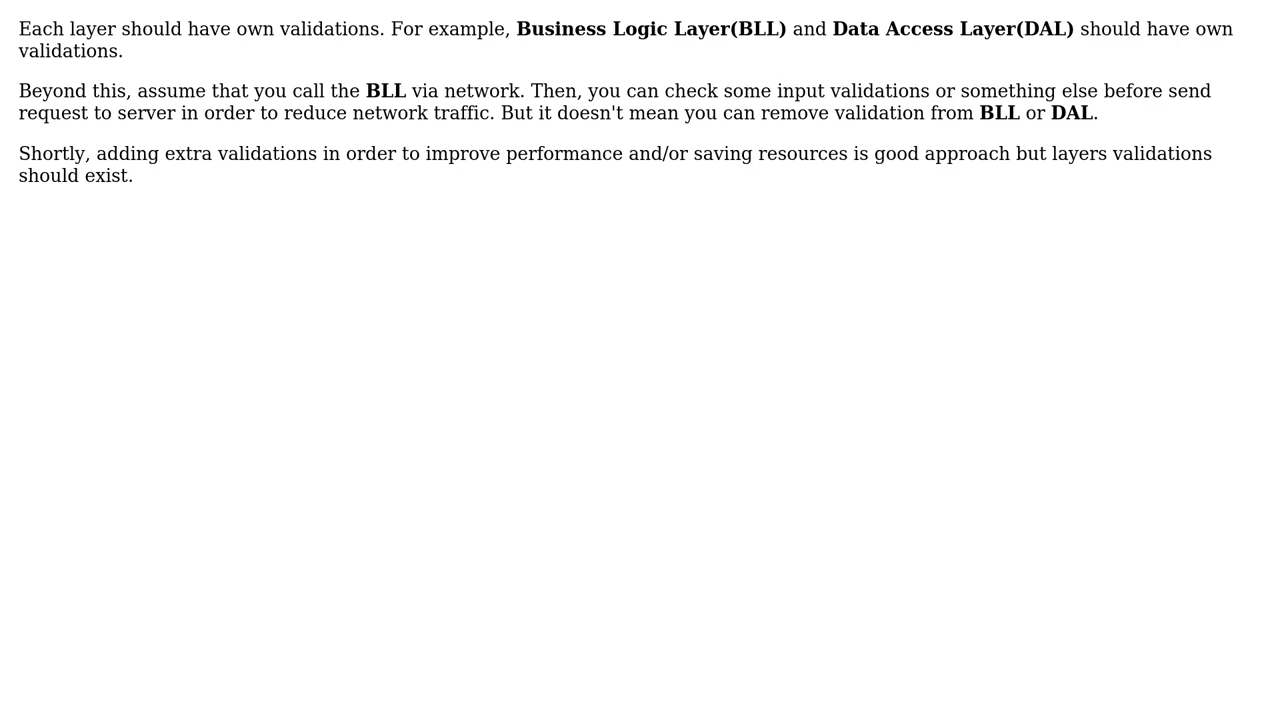 Each layer should have own validations. For example, Business Logic Layer(BLL) and Data Access Layer(DAL) should have own
validations.
Beyond this, assume that you call the BLL via network. Then, you can check some input validations or something else before send
request to server in order to reduce network traffic. But it doesn't mean you can remove validation from BLL or DAL.
Shortly, adding extra validations in order to improve performance and/or saving resources is good approach but layers validations
should exist.